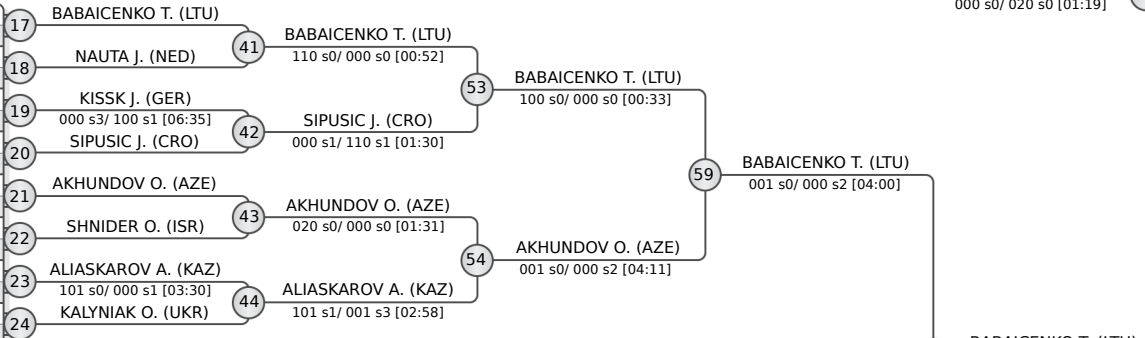 000 s0/ 020 s0 [01:19]
17
BABAICENKO T. (LTU)
18
NAUTA J. (NED)
19
KISSK J. (GER)
000 s3/ 100 s1 [06:35]
20
SIPUSIC J. (CRO)
21
AKHUNDOV O. (AZE)
22
SHNIDER O. (ISR)
23
ALIASKAROV A. (KAZ)
101 s0/ 000 s1 [03:30]
24
KALYNIAK O. (UKR)
41
BABAICENKO T. (LTU)
110 s0/ 000 s0 [00:52]
42
SIPUSIC J. (CRO)
000 s1/ 110 s1 [01:30]
43
AKHUNDOV O. (AZE)
020 s0/ 000 s0 [01:31]
44
ALIASKAROV A. (KAZ)
101 s1/ 001 s3 [02:58]
53
BABAICENKO T. (LTU)
100 s0/ 000 s0 [00:33]
54
AKHUNDOV O. (AZE)
001 s0/ 000 s2 [04:11]
59
BABAICENKO T. (LTU)
001 s0/ 000 s2 [04:00]
BABAICENKO T. (LTU)